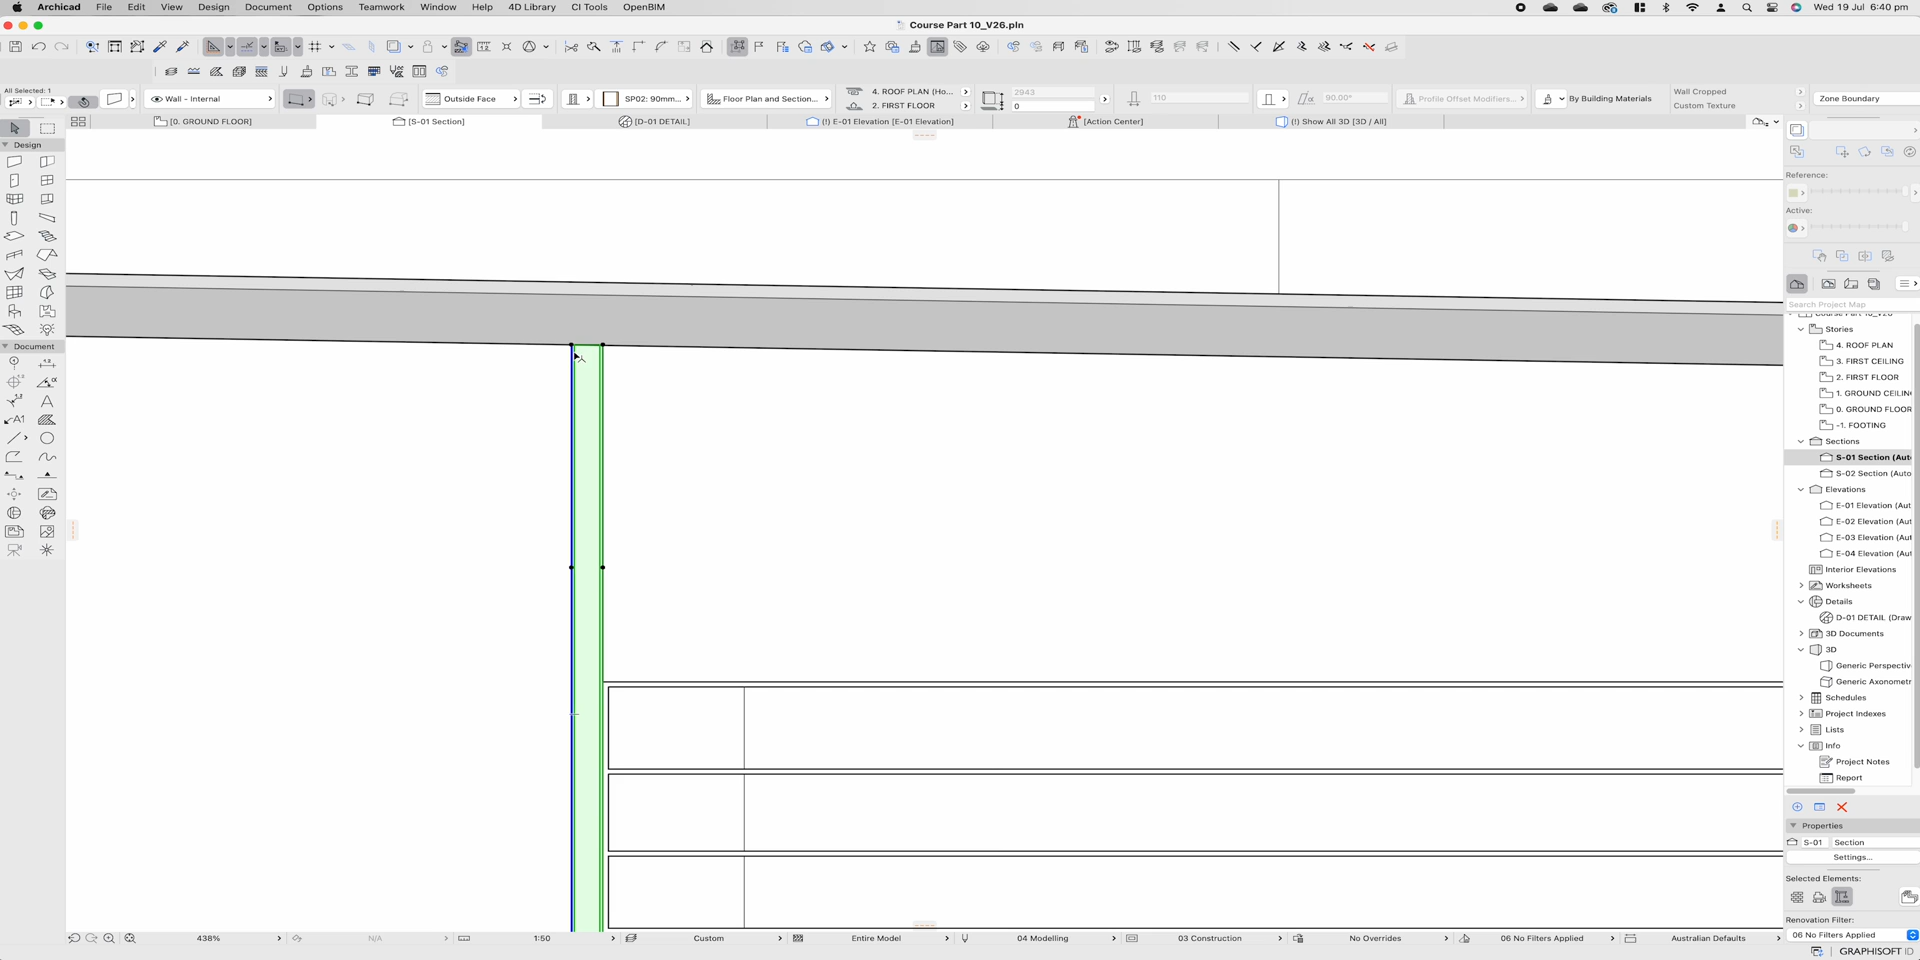 Archicad File Edit View Design Document Options Teamwork Window Help 4D Library CI Tools OpenBIM
Wed 19 Jul 6:40 pm
Course Part 10_V26.pln
All Selected: 1
Wall - Internal
Outside Face
SP02: 90mm...
Floor Plan and Section...
4. ROOF PLAN (Ho...
2. FIRST FLOOR
2943
0
110
90.00°
Profile Offset Modifiers...
By Building Materials
Wall Cropped
Custom Texture
Zone Boundary
[0. GROUND FLOOR]
[S-01 Section]
[D-01 DETAIL]
(!) E-01 Elevation [E-01 Elevation]
[Action Center]
(!) Show All 3D [3D / All]
Design
Document
Reference:
Active:
Search Project Map
Stories
4. ROOF PLAN
3. FIRST CEILING
2. FIRST FLOOR
1. GROUND CEILIN
0. GROUND FLOOR
-1. FOOTING
Sections
S-01 Section (Aut
S-02 Section (Auto
Elevations
E-01 Elevation (Aut
E-02 Elevation (Au
E-03 Elevation (Au
E-04 Elevation (Au
Interior Elevations
Worksheets
Details
D-01 DETAIL (Draw
3D Documents
3D
Generic Perspectiv
Generic Axonometr
Schedules
Project Indexes
Lists
Info
Project Notes
Report
Properties
S-01 Section
Settings...
Selected Elements:
Renovation Filter:
06 No Filters Applied
438%
N/A
1:50
Custom
Entire Model
04 Modelling
03 Construction
No Overrides
06 No Filters Applied
Australian Defaults
GRAPHISOFT ID